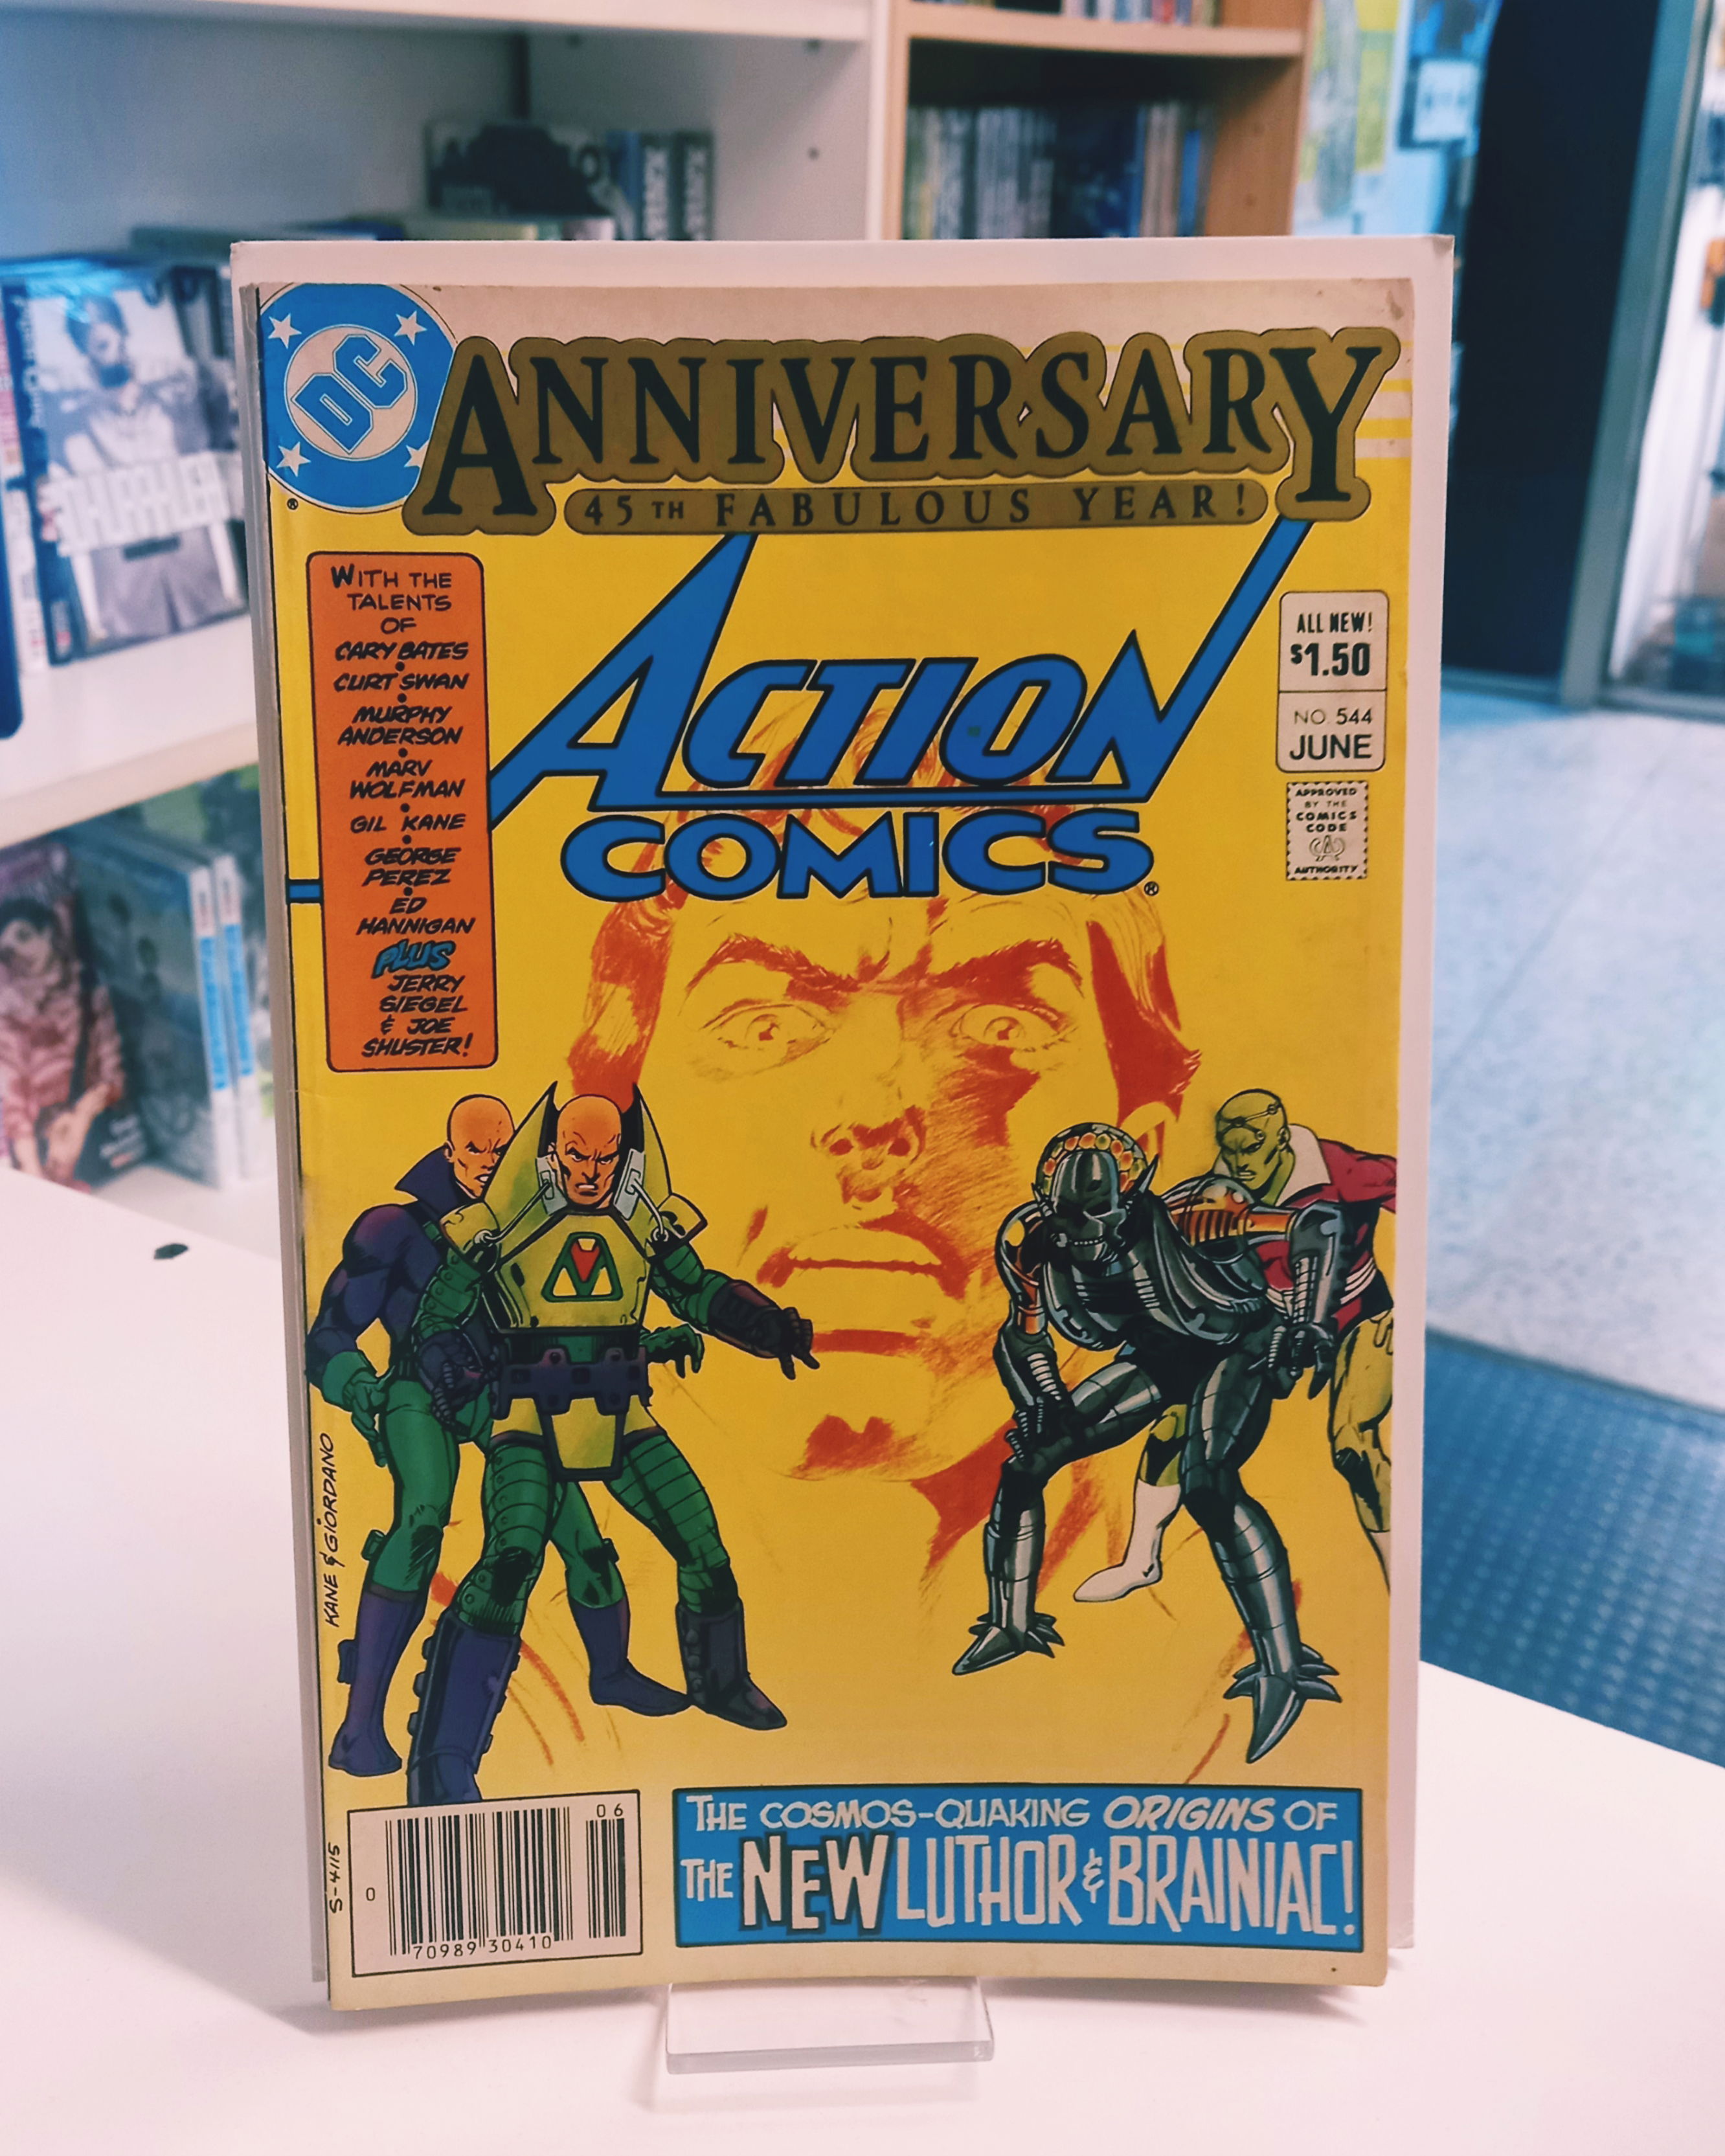 DC
®
ANNIVERSARY
45TH FABULOUS YEAR!
WITH THE
TALENTS
OF
CARY BATES
•
CURT SWAN
•
MURPHY
ANDERSON
•
MARV
WOLFMAN
•
GIL KANE
•
GEORGE
PEREZ
•
ED
HANNIGAN
PLUS
JERRY
SIEGEL
& JOE
SHUSTER!
ACTION
COMICS®
ALL NEW!
$1.50
NO. 544
JUNE
APPROVED
BY THE
COMICS
CODE
CA
AUTHORITY
KANE & GIORDANO
S-4115
06
0
70989 30410
THE COSMOS-QUAKING ORIGINS OF
THE NEW LUTHOR & BRAINIAC!